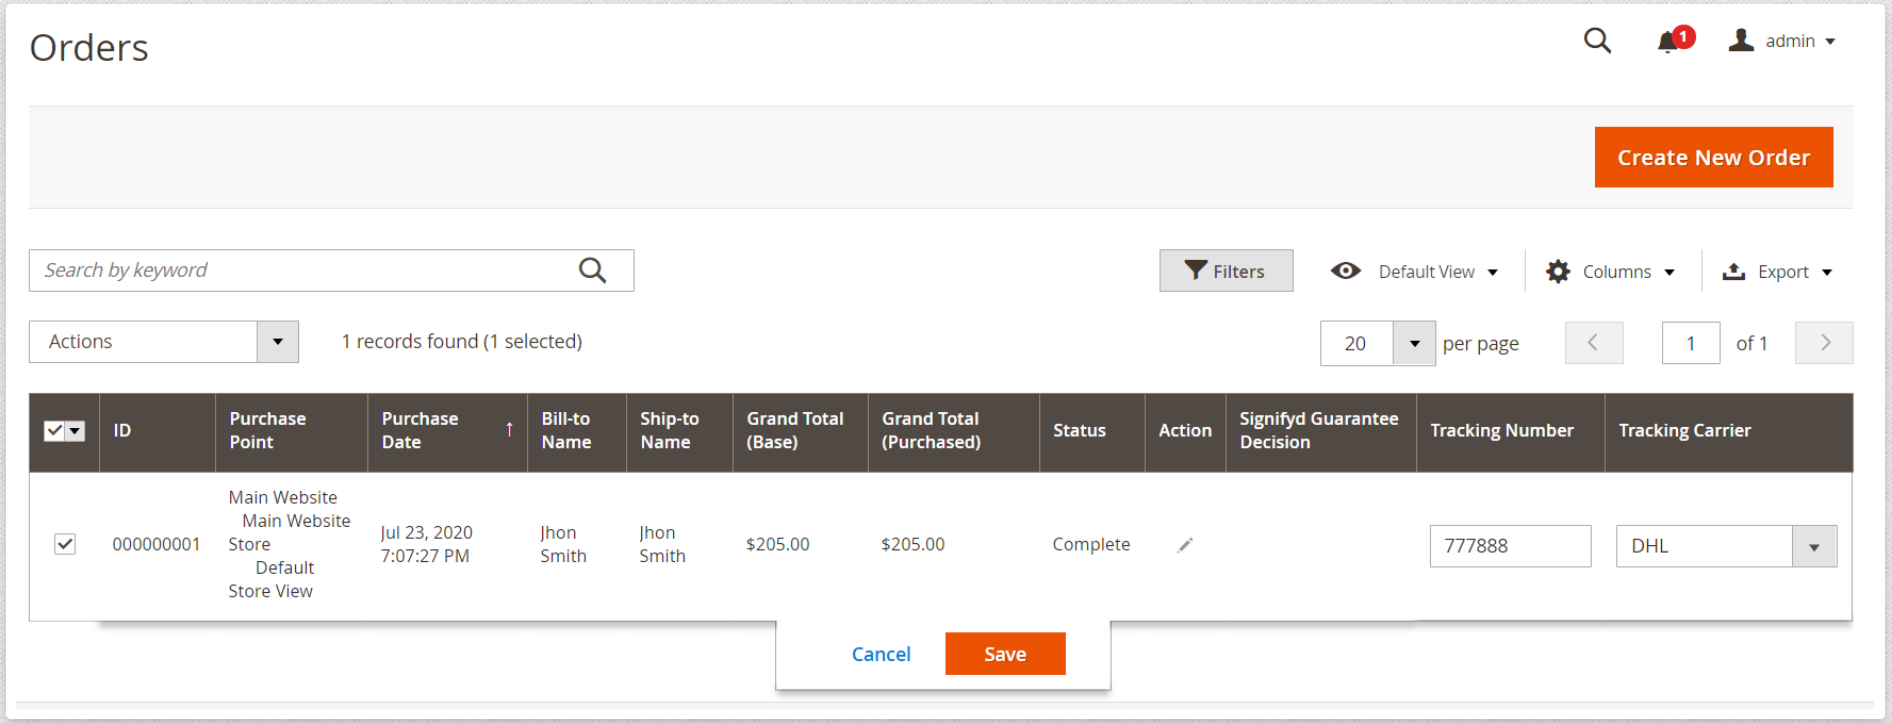 Orders
1
admin
Create New Order
Search by keyword
Filters
Default View
Columns
Export
Actions
1 records found (1 selected)
20
per page
1
of 1
ID
Purchase
Point
Purchase
Date
↑
Bill-to
Name
Ship-to
Name
Grand Total
(Base)
Grand Total
(Purchased)
Status
Action
Signifyd Guarantee
Decision
Tracking Number
Tracking Carrier
000000001
Main Website
Main Website
Store
Default
Store View
Jul 23, 2020
7:07:27 PM
Jhon
Smith
Jhon
Smith
$205.00
$205.00
Complete
777888
DHL
Cancel
Save